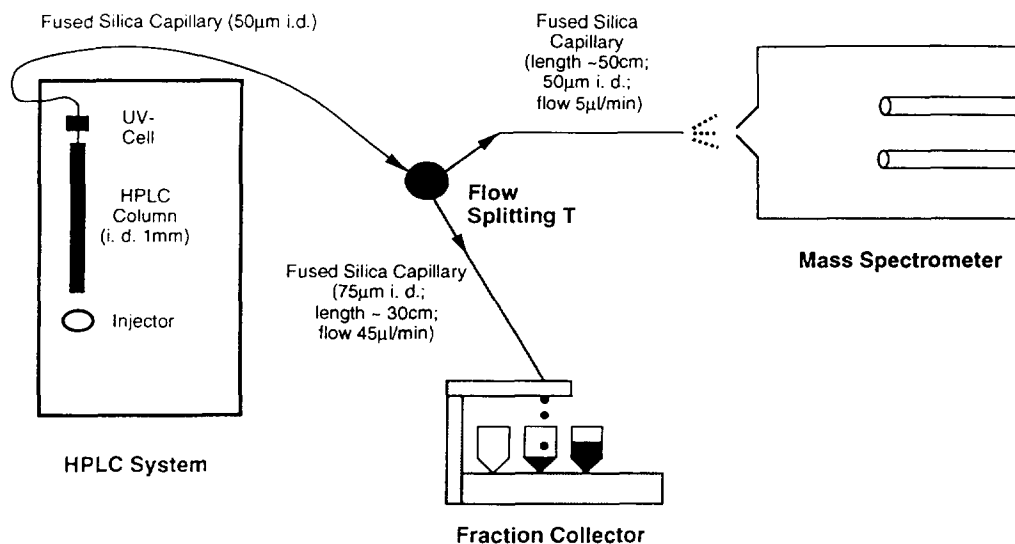 Fused Silica Capillary (50µm i.d.)
UV-
Cell
HPLC
Column
(i. d. 1mm)
Injector
HPLC System
Fused Silica
Capillary
(length ~50cm;
50µm i. d.;
flow 5µl/min)
Flow
Splitting T
Mass Spectrometer
Fused Silica Capillary
(75µm i. d.;
length ~ 30cm;
flow 45µl/min)
Fraction Collector